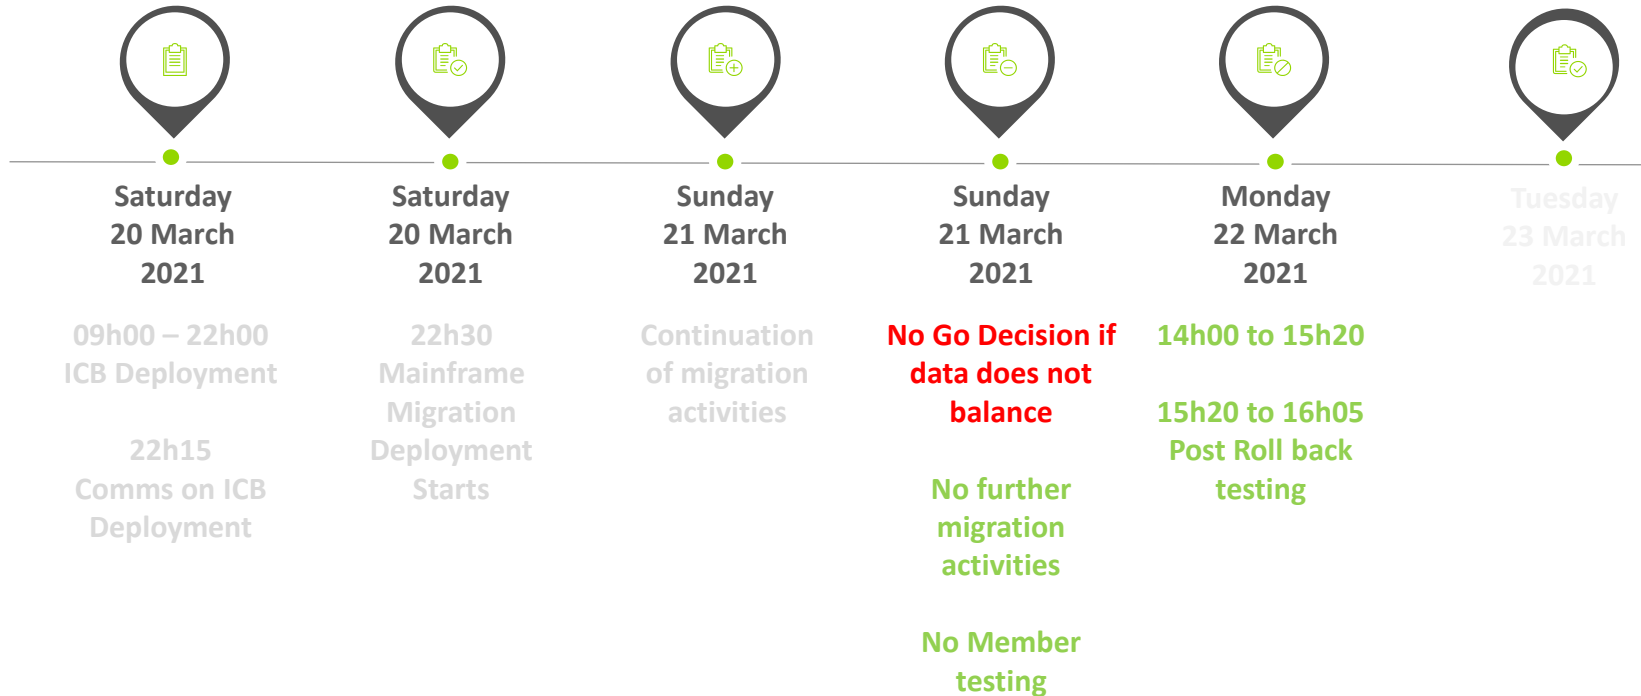 Saturday
20 March
2021
09h00 – 22h00
ICB Deployment
22h15
Comms on ICB
Deployment
Saturday
20 March
2021
22h30
Mainframe
Migration
Deployment
Starts
Sunday
21 March
2021
Continuation
of migration
activities
Sunday
21 March
2021
No Go Decision if
data does not
balance
No further
migration
activities
No Member
testing
Monday
22 March
2021
14h00 to 15h20
15h20 to 16h05
Post Roll back
testing
Tuesday
23 March
2021